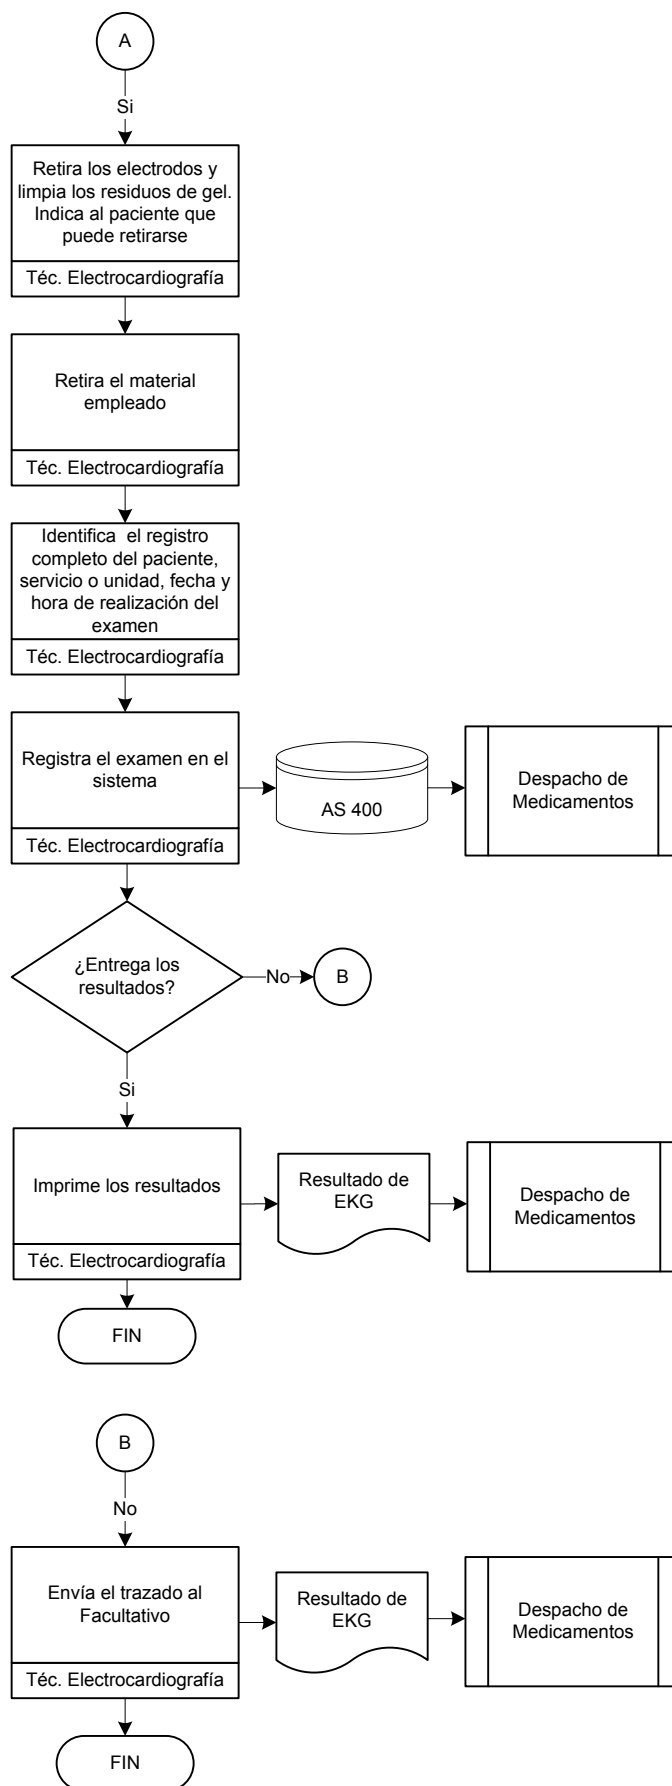 A
Si
Retira los electrodos y
limpia los residuos de gel.
Indica al paciente que
puede retirarse
Téc. Electrocardiografía
Retira el material
empleado
Téc. Electrocardiografía
Identifica el registro
completo del paciente,
servicio o unidad, fecha y
hora de realización del
examen
Téc. Electrocardiografía
Registra el examen en el
sistema
Téc. Electrocardiografía
AS 400
Despacho de
Medicamentos
¿Entrega los
resultados?
No
B
Si
Imprime los resultados
Téc. Electrocardiografía
Resultado de
EKG
Despacho de
Medicamentos
FIN
B
No
Envía el trazado al
Facultativo
Téc. Electrocardiografía
Resultado de
EKG
Despacho de
Medicamentos
FIN